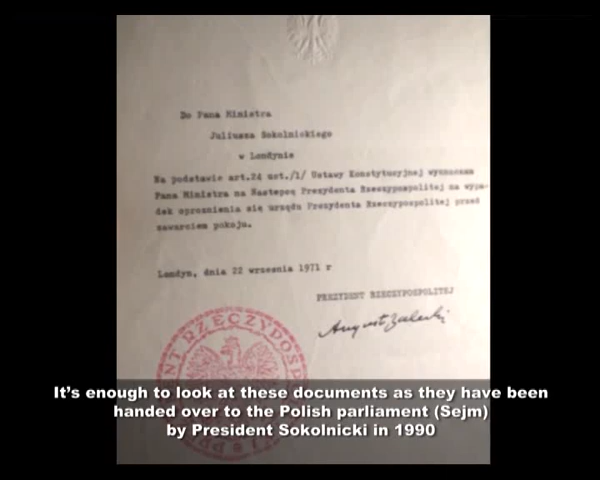 Do Pana Ministra
Juliusza Sokolnickiego
w Londynie
Na podstawie art.24 ust./1/ Ustawy Konstytucyjnej wyznaczam
Pana Ministra na Następcę Prezydenta Rzeczypospolitej na wypa-
dek opróznienia się urzędu Prezydenta Rzeczypospolitej przed
zawarciem pokoju.
Londyn, dnia 22 września 1971 r
PREZYDENT RZECZYPOSPOLITEJ
August Zaleski
ENT RZECZYPOSPO
It's enough to look at these documents as they have been
handed over to the Polish parliament (Sejm)
by President Sokolnicki in 1990